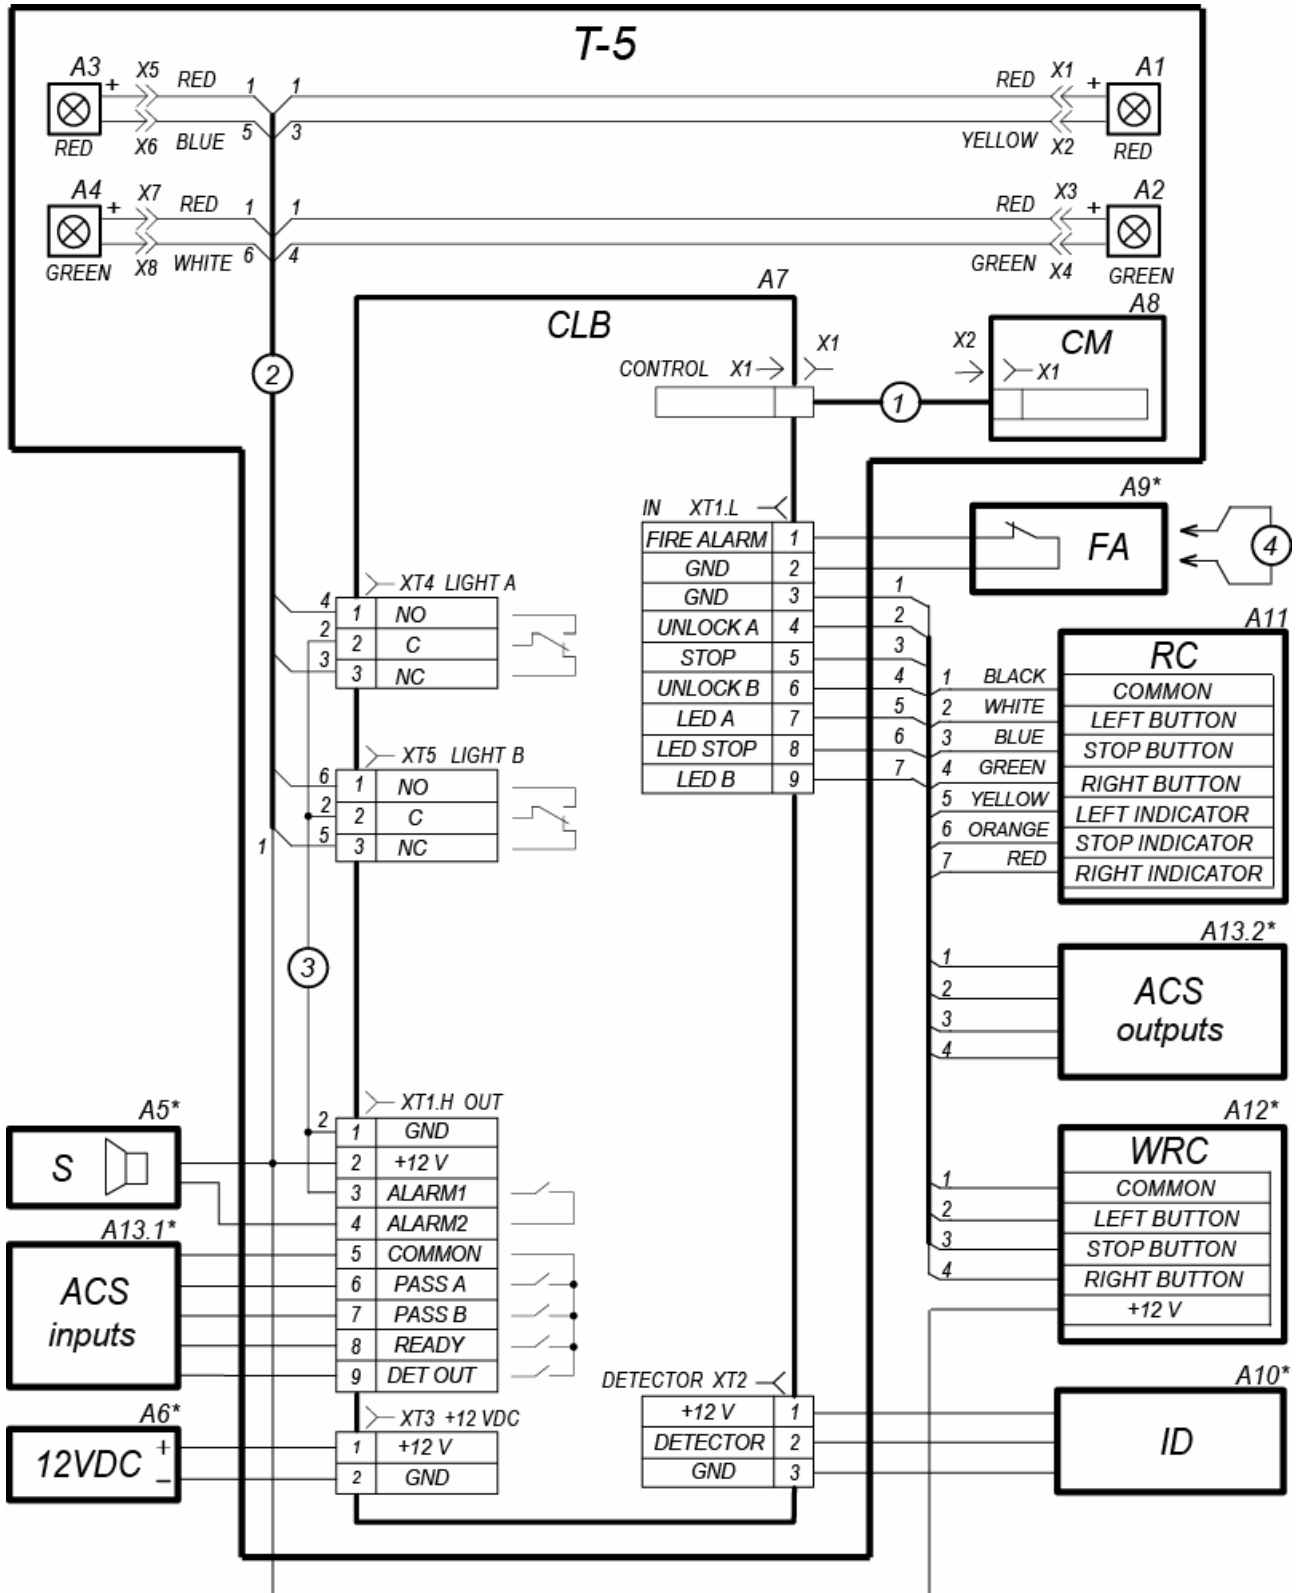 T-5
A3 X5 RED 1 1 RED X1 A1
+ +
RED X6 BLUE 5 3 YELLOW X2 RED
A4 X7 RED 1 1 RED X3 A2
+ +
GREEN X8 WHITE 6 4 GREEN X4 GREEN
A7
A8
CLB
CM
CONTROL X1 X1
X2 X1
2
1
A9*
FA
4
IN XT1.L
FIRE ALARM 1
GND 2
GND 3 1
UNLOCK A 4 2
STOP 5 3
UNLOCK B 6 4
LED A 7 5
LED STOP 8 6
LED B 9 7
XT4 LIGHT A
4 1 NO
2 2 C
3 3 NC
XT5 LIGHT B
6 1 NO
2 2 C
5 3 NC
1
3
A11
RC
1 BLACK COMMON
2 WHITE LEFT BUTTON
3 BLUE STOP BUTTON
4 GREEN RIGHT BUTTON
5 YELLOW LEFT INDICATOR
6 ORANGE STOP INDICATOR
7 RED RIGHT INDICATOR
A13.2*
ACS
outputs
1
2
3
4
A5*
S
XT1.H OUT
2 1 GND
2 +12 V
3 ALARM1
4 ALARM2
5 COMMON
6 PASS A
7 PASS B
8 READY
9 DET OUT
A13.1*
ACS
inputs
A12*
WRC
1 COMMON
2 LEFT BUTTON
3 STOP BUTTON
4 RIGHT BUTTON
+12 V
A6*
12VDC + −
XT3 +12 VDC
1 +12 V
2 GND
DETECTOR XT2
+12 V 1
DETECTOR 2
GND 3
A10*
ID